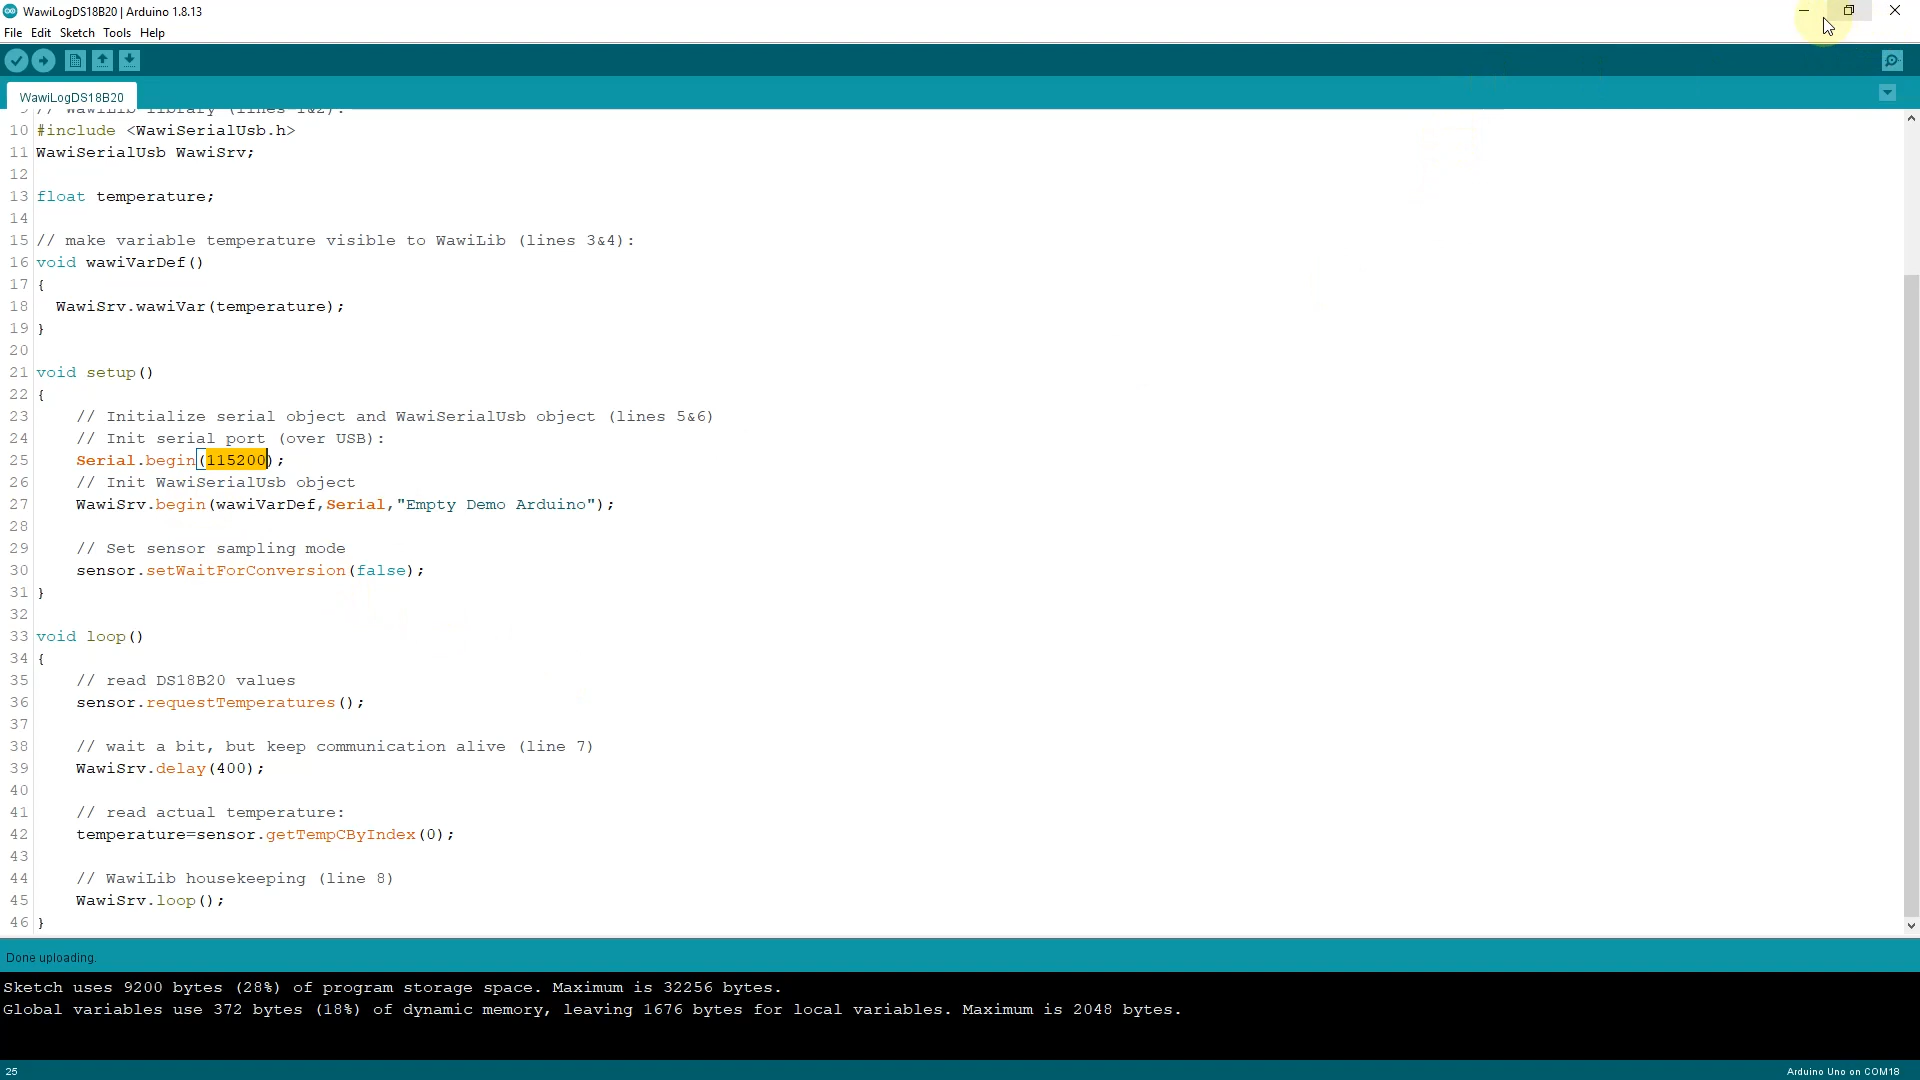 WawiLogDS18B20 | Arduino 1.8.13
File Edit Sketch Tools Help
WawiLogDS18B20
9 // WawiLib library (lines 1&2):
10 #include <WawiSerialUsb.h>
11 WawiSerialUsb WawiSrv;
12
13 float temperature;
14
15 // make variable temperature visible to WawiLib (lines 3&4):
16 void wawiVarDef()
17 {
18   WawiSrv.wawiVar(temperature);
19 }
20
21 void setup()
22 {
23     // Initialize serial object and WawiSerialUsb object (lines 5&6)
24     // Init serial port (over USB):
25     Serial.begin(115200);
26     // Init WawiSerialUsb object
27     WawiSrv.begin(wawiVarDef,Serial,"Empty Demo Arduino");
28
29     // Set sensor sampling mode
30     sensor.setWaitForConversion(false);
31 }
32
33 void loop()
34 {
35     // read DS18B20 values
36     sensor.requestTemperatures();
37
38     // wait a bit, but keep communication alive (line 7)
39     WawiSrv.delay(400);
40
41     // read actual temperature:
42     temperature=sensor.getTempCByIndex(0);
43
44     // WawiLib housekeeping (line 8)
45     WawiSrv.loop();
46 }
Done uploading.
Sketch uses 9200 bytes (28%) of program storage space. Maximum is 32256 bytes.
Global variables use 372 bytes (18%) of dynamic memory, leaving 1676 bytes for local variables. Maximum is 2048 bytes.
25
Arduino Uno on COM18